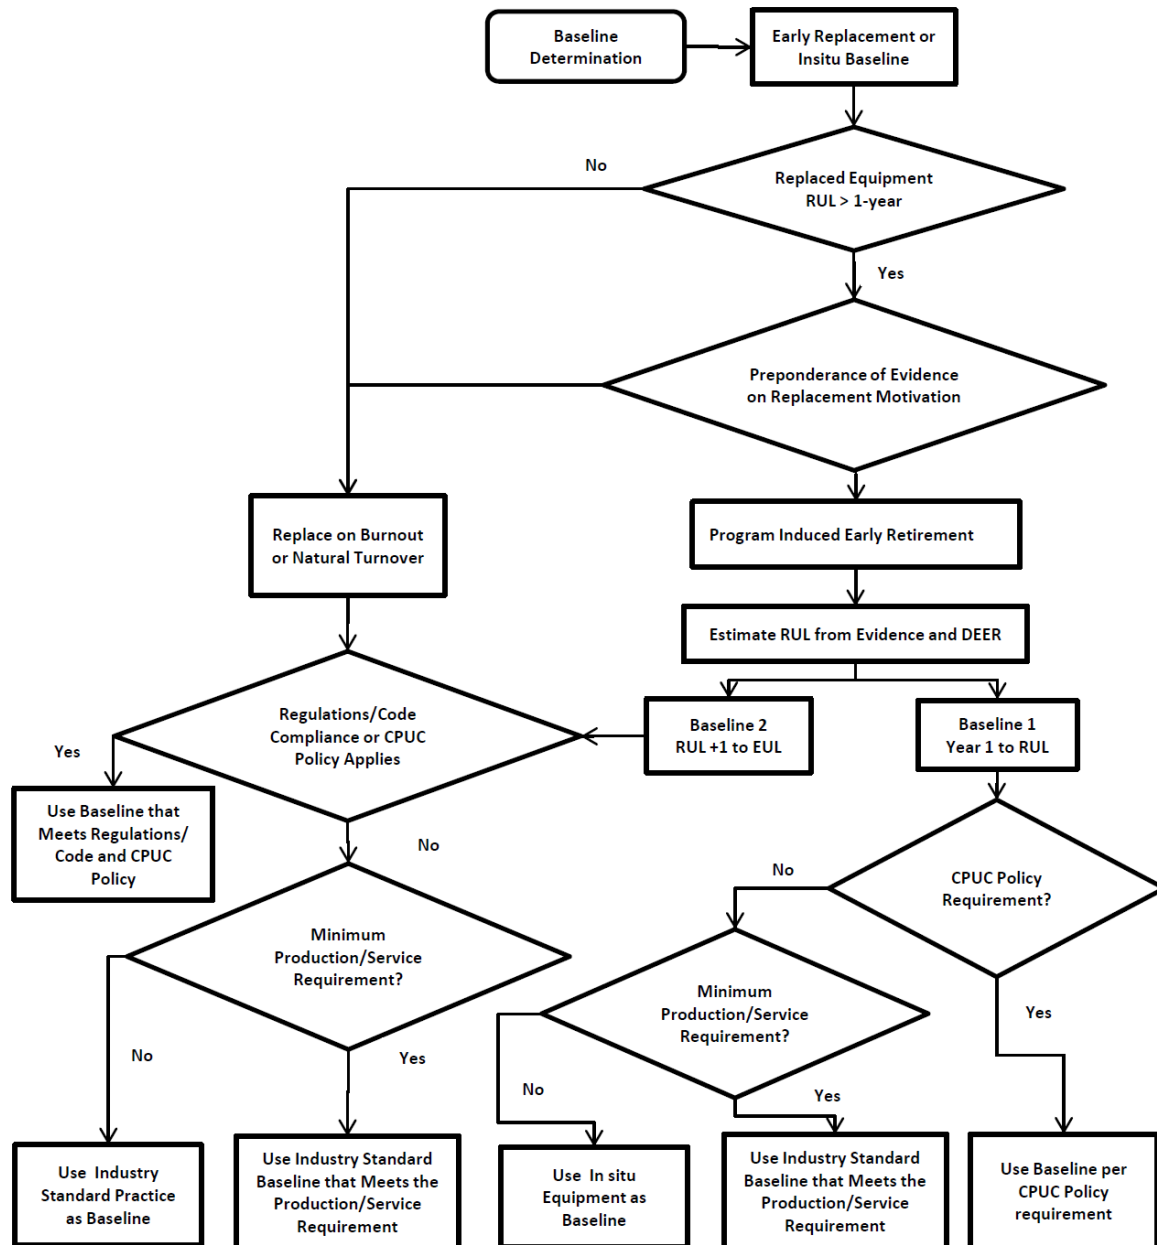 Baseline
Determination
Early Replacement or
Insitu Baseline
No
Replaced Equipment
RUL > 1-year
Yes
Preponderance of Evidence
on Replacement Motivation
Replace on Burnout
or Natural Turnover
Program Induced Early Retirement
Estimate RUL from Evidence and DEER
Regulations/Code
Compliance or CPUC
Policy Applies
Baseline 2
RUL +1 to EUL
Baseline 1
Year 1 to RUL
Yes
Use Baseline that
Meets Regulations/
Code and CPUC
Policy
No
No
CPUC Policy
Requirement?
Minimum
Production/Service
Requirement?
Minimum
Production/Service
Requirement?
Yes
No
Yes
No
Yes
Use  Industry
Standard Practice
as Baseline
Use Industry Standard
Baseline that Meets the
Production/Service
Requirement
Use  In situ
Equipment as
Baseline
Use Industry Standard
Baseline that Meets the
Production/Service
Requirement
Use Baseline per
CPUC Policy
requirement